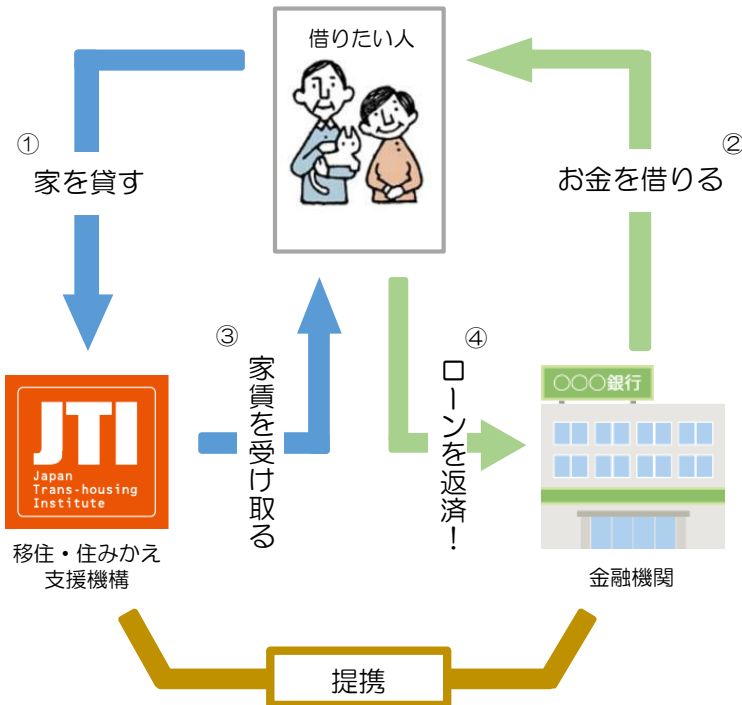 借りたい人
①
家を貸す
②
お金を借りる
③
家賃を受け取る
④
ローンを返済！
JTI
Japan
Trans-housing
Institute
移住・住みかえ
支援機構
〇〇〇銀行
金融機関
提携